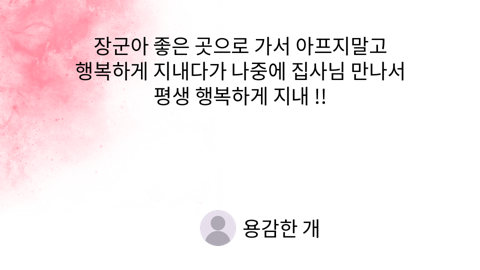 장군아 좋은 곳으로 가서 아프지말고
행복하게 지내다가 나중에 집사님 만나서
평생 행복하게 지내 !!
용감한 개